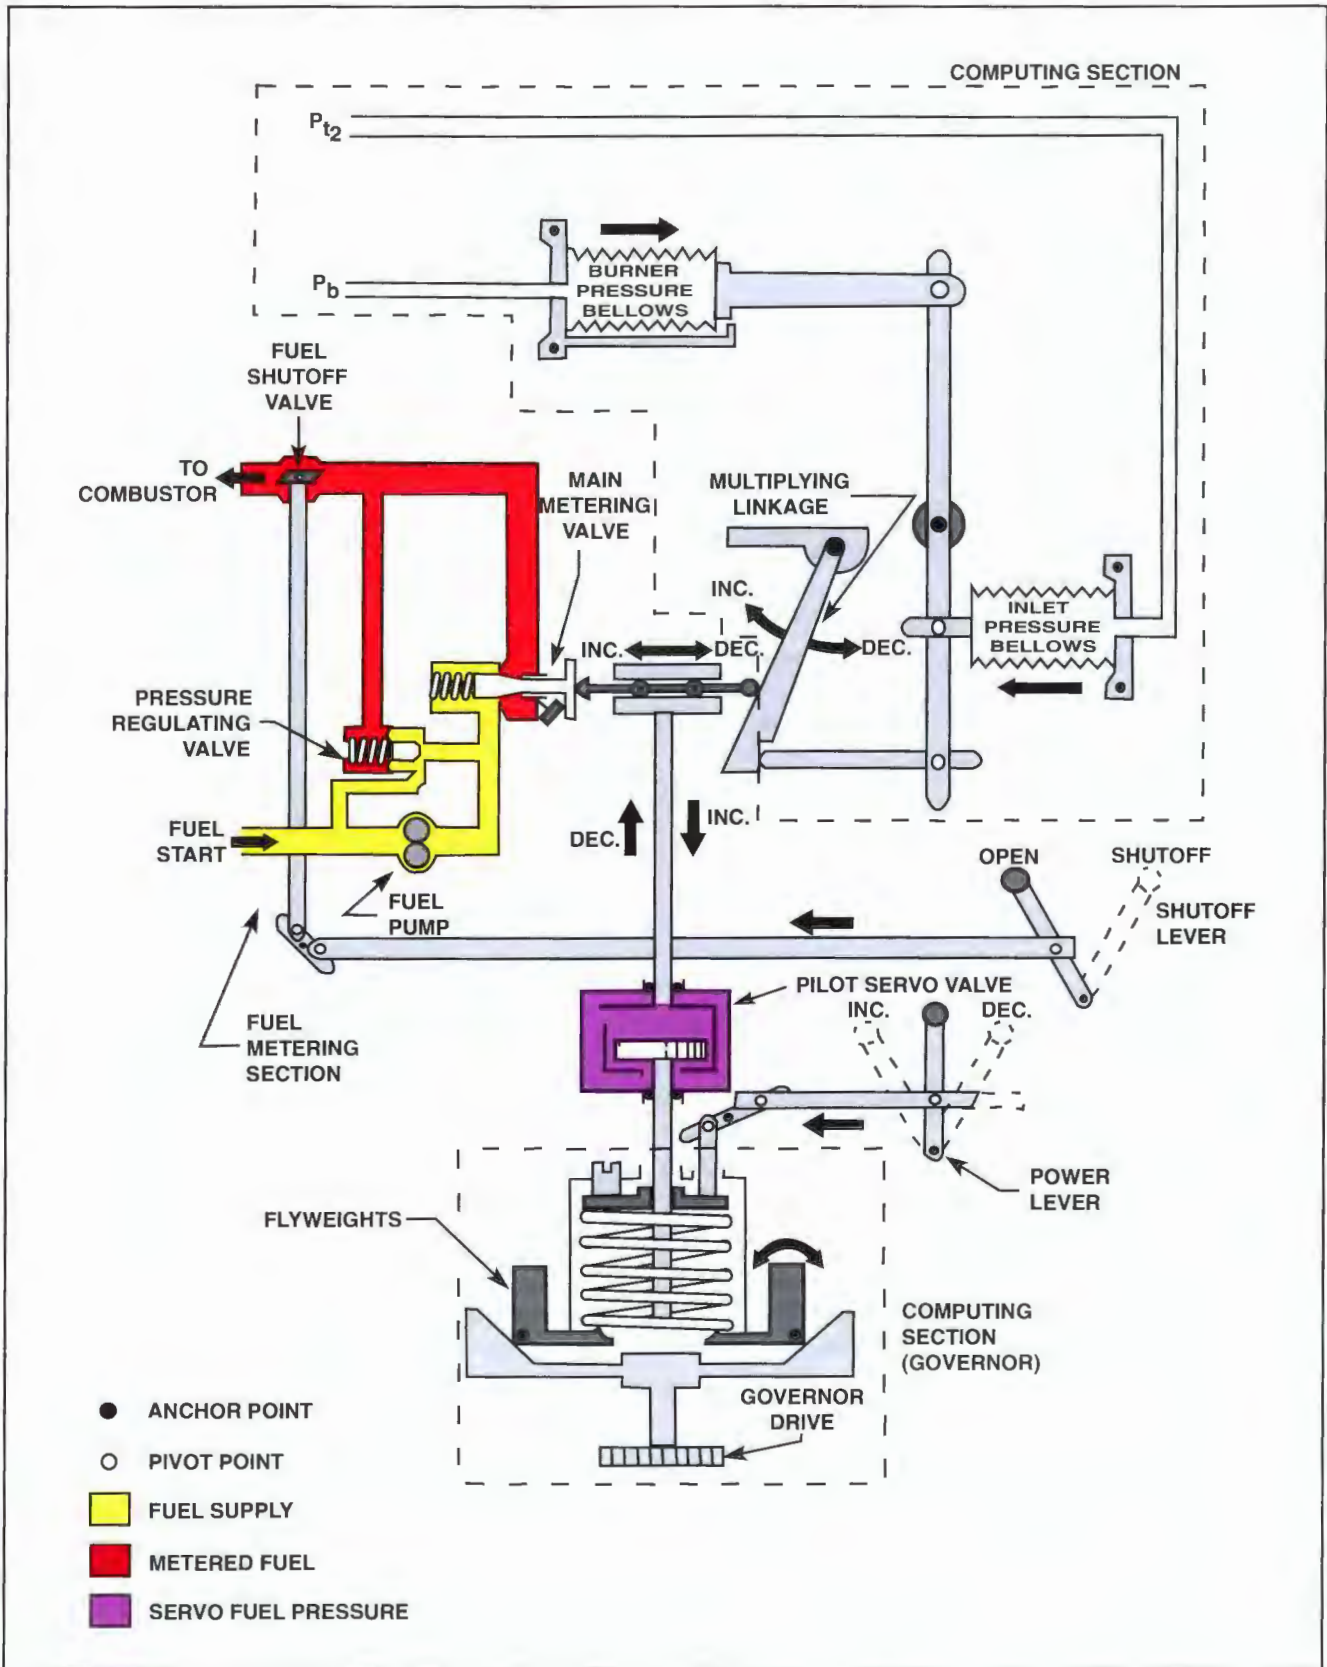 COMPUTING SECTION
Pt2
BURNER
PRESSURE
BELLOWS
Pb
FUEL
SHUTOFF
VALVE
TO
COMBUSTOR
MAIN
METERING
VALVE
MULTIPLYING
LINKAGE
INC.
DEC.
INLET
PRESSURE
BELLOWS
INC.
DEC.
PRESSURE
REGULATING
VALVE
FUEL
START
DEC.
INC.
FUEL
PUMP
OPEN
SHUTOFF
SHUTOFF
LEVER
PILOT SERVO VALVE
INC.
DEC.
FUEL
METERING
SECTION
POWER
LEVER
FLYWEIGHTS
COMPUTING
SECTION
(GOVERNOR)
GOVERNOR
DRIVE
ANCHOR POINT
PIVOT POINT
FUEL SUPPLY
METERED FUEL
SERVO FUEL PRESSURE